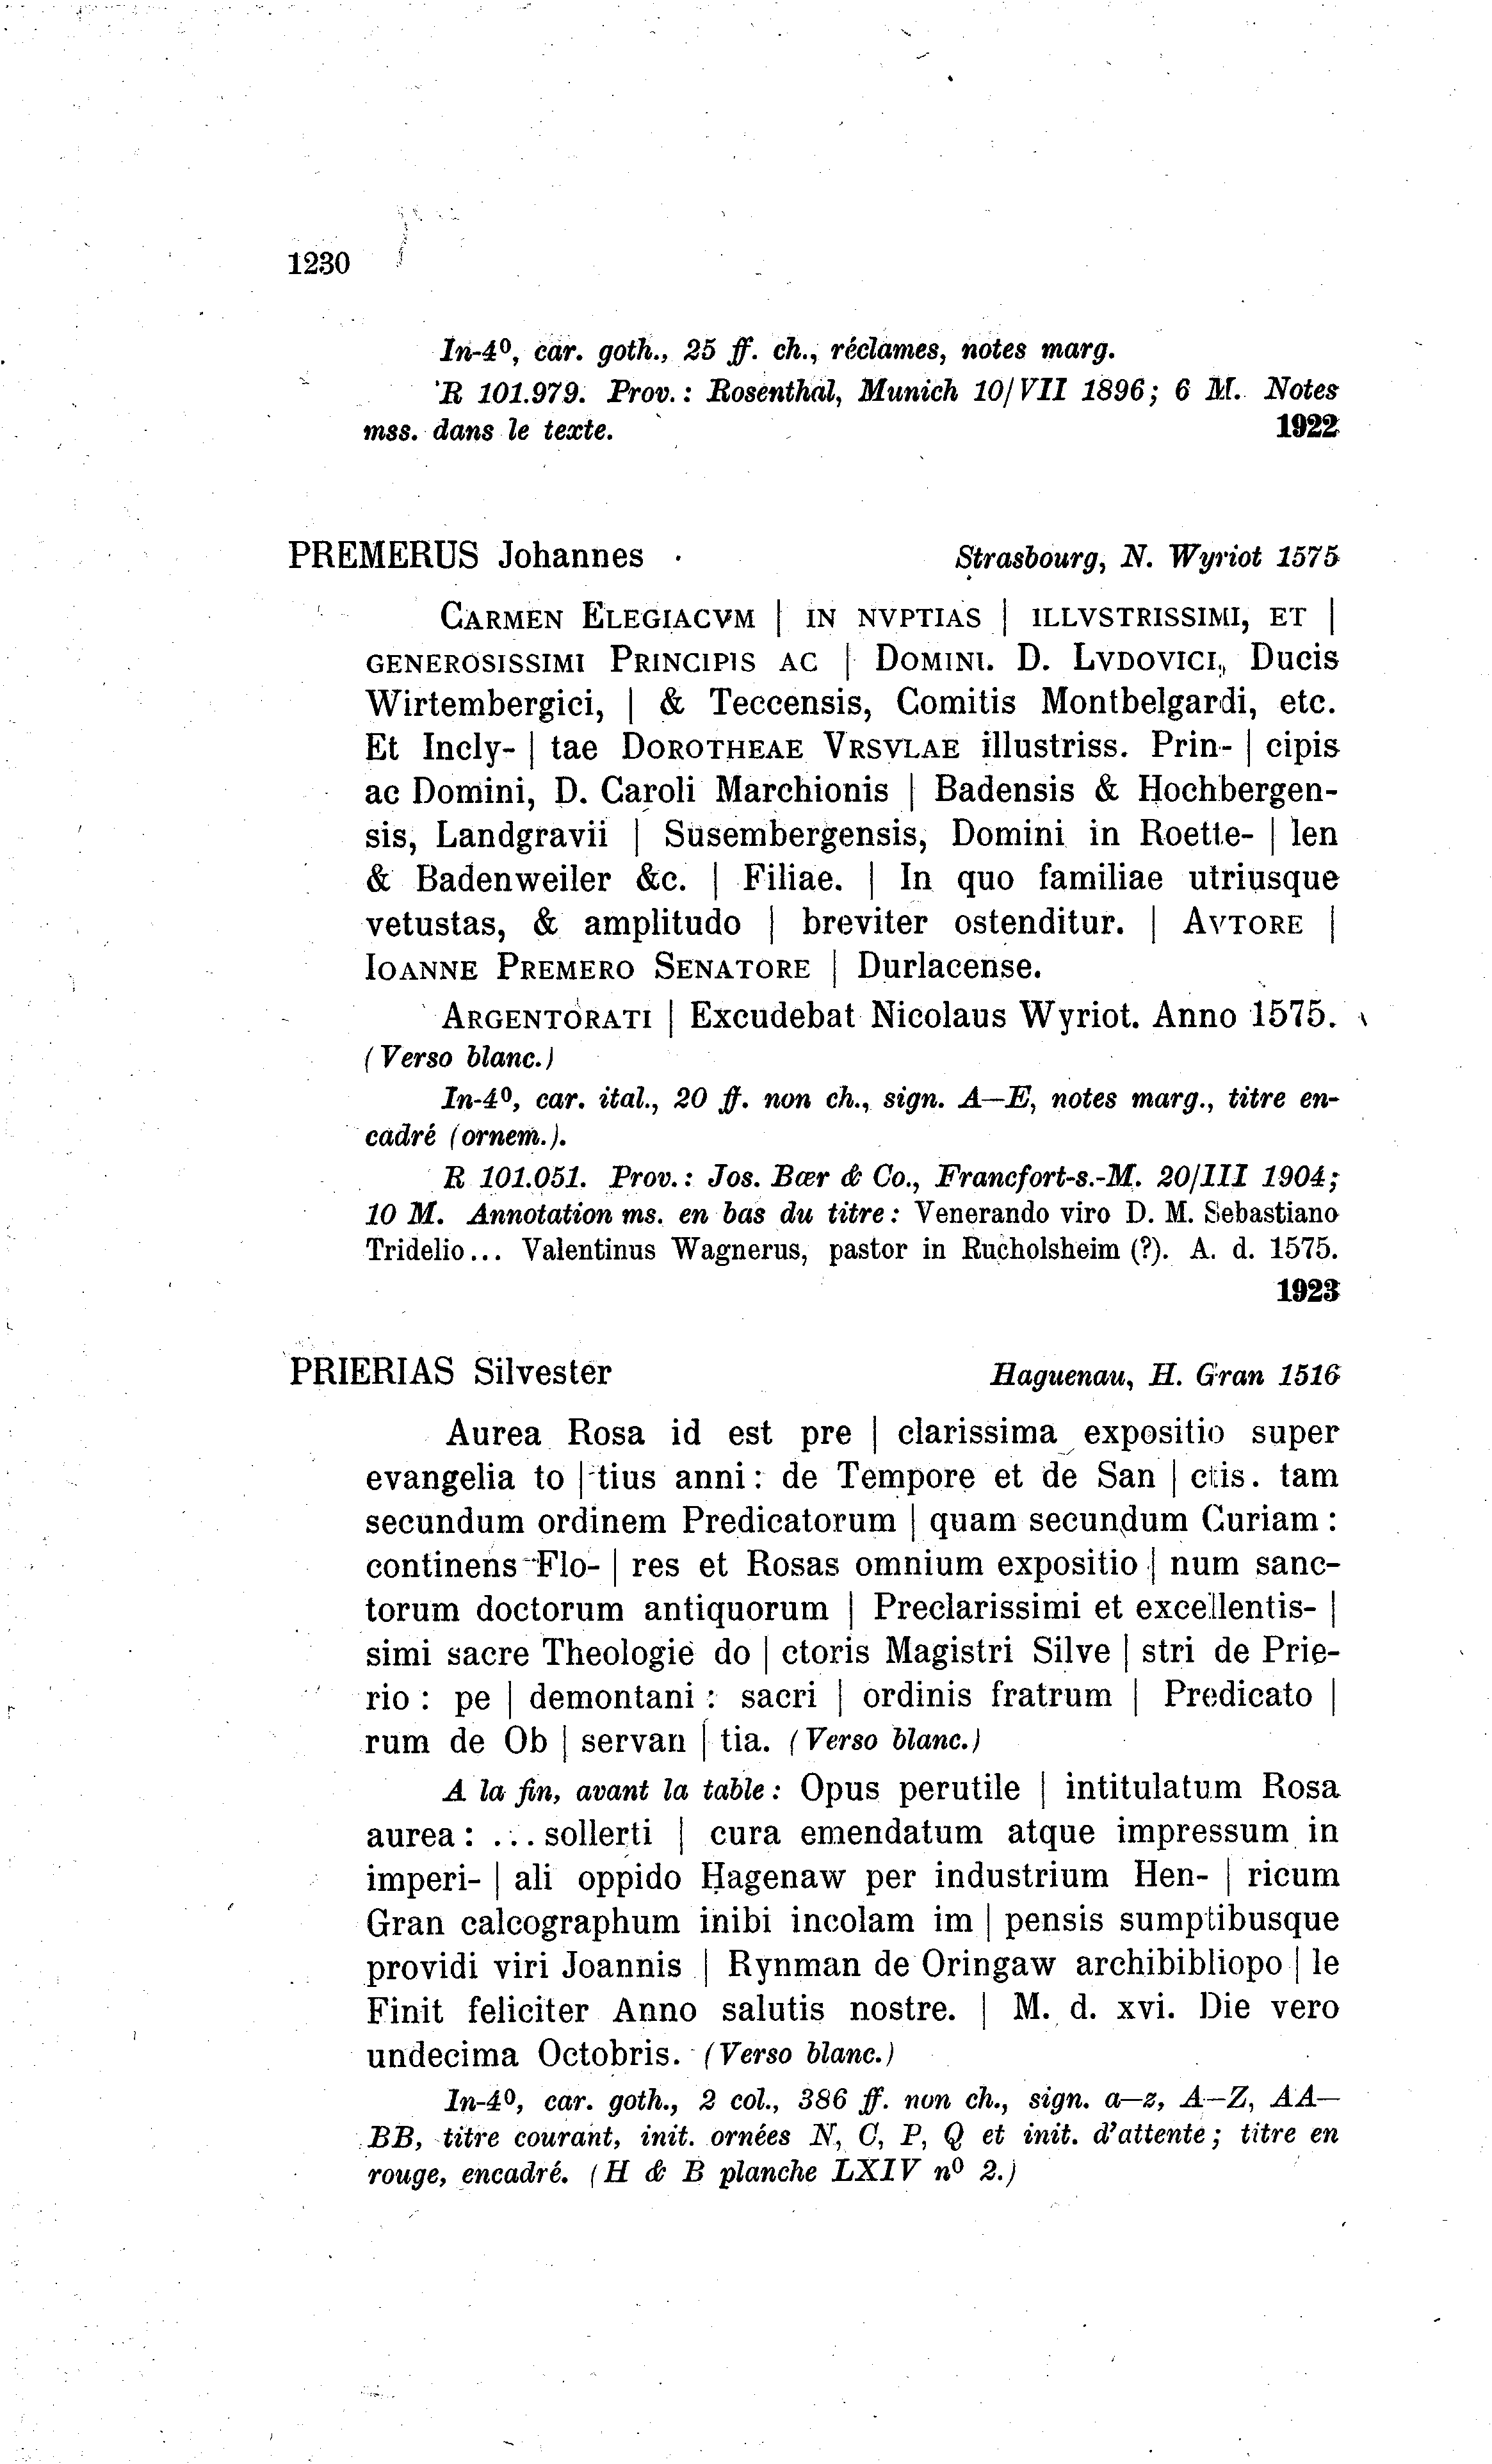 1230
In-4º, car. goth., 25 ff. ch., réclames, notes marg.
R 101.979. Prov.: Rosenthal, Munich 10/VII 1896; 6 M. Notes
mss. dans le texte. 1922
PREMERUS Johannes Strasbourg, N. Wyriot 1575
CARMEN ELEGIACVM | IN NVPTIAS | ILLVSTRISSIMI, ET |
GENEROSISSIMI PRINCIPIS AC | DOMINI. D. LVDOVICI, Ducis
Wirtembergici, | & Teccensis, Comitis Montbelgardi, etc.
Et Incly- | tae DOROTHEAE VRSVLAE illustriss. Prin- | cipis
ac Domini, D. Caroli Marchionis | Badensis & Hochbergen-
sis, Landgravii | Susembergensis, Domini in Roette- | len
& Badenweiler &c. | Filiae. | In quo familiae utriusque
vetustas, & amplitudo | breviter ostenditur. | AVTORE |
IOANNE PREMERO SENATORE | Durlacense.
ARGENTORATI | Excudebat Nicolaus Wyriot. Anno 1575.
(Verso blanc.)
In-4º, car. ital., 20 ff. non ch., sign. A—E, notes marg., titre en-
cadré (ornem.).
R 101.051. Prov.: Jos. Bær & Co., Francfort-s.-M. 20/III 1904;
10 M. Annotation ms. en bas du titre: Venerando viro D. M. Sebastiano
Tridelio... Valentinus Wagnerus, pastor in Rucholsheim (?). A. d. 1575.
1923
PRIERIAS Silvester Haguenau, H. Gran 1516
Aurea Rosa id est pre | clarissima expositio super
evangelia to | tius anni: de Tempore et de San | ctis. tam
secundum ordinem Predicatorum | quam secundum Curiam:
continens Flo- | res et Rosas omnium expositio | num sanc-
torum doctorum antiquorum | Preclarissimi et excellentis- |
simi sacre Theologie do | ctoris Magistri Silve | stri de Prie-
rio: pe | demontani: sacri | ordinis fratrum | Predicato |
rum de Ob | servan | tia. (Verso blanc.)
A la fin, avant la table: Opus perutile | intitulatum Rosa
aurea: ... sollerti | cura emendatum atque impressum in
imperi- | ali oppido Hagenaw per industrium Hen- | ricum
Gran calcographum inibi incolam im | pensis sumptibusque
providi viri Joannis | Rynman de Oringaw archibibliopo | le
Finit feliciter Anno salutis nostre. | M. d. xvi. Die vero
undecima Octobris. (Verso blanc.)
In-4º, car. goth., 2 col., 386 ff. non ch., sign. a—z, A—Z, AA—
BB, titre courant, init. ornées N, C, P, Q et init. d'attente; titre en
rouge, encadré. (H & B planche LXIV nº 2.)